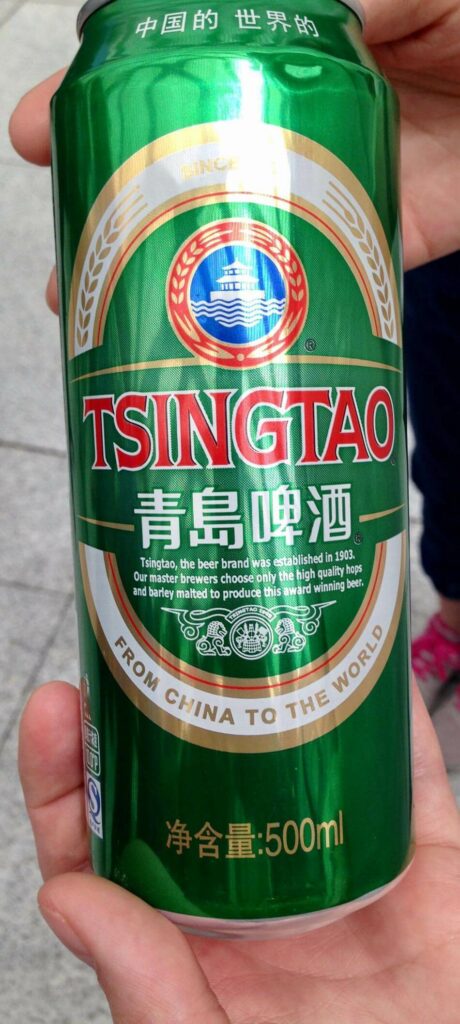 中国的 世界的
SINCE
®
TSINGTAO
青島啤酒
®
Tsingtao, the beer brand was established in 1903.
Our master brewers choose only the high quality hops
and barley malted to produce this award winning beer.
FROM CHINA TO THE WORLD
净含量:500ml